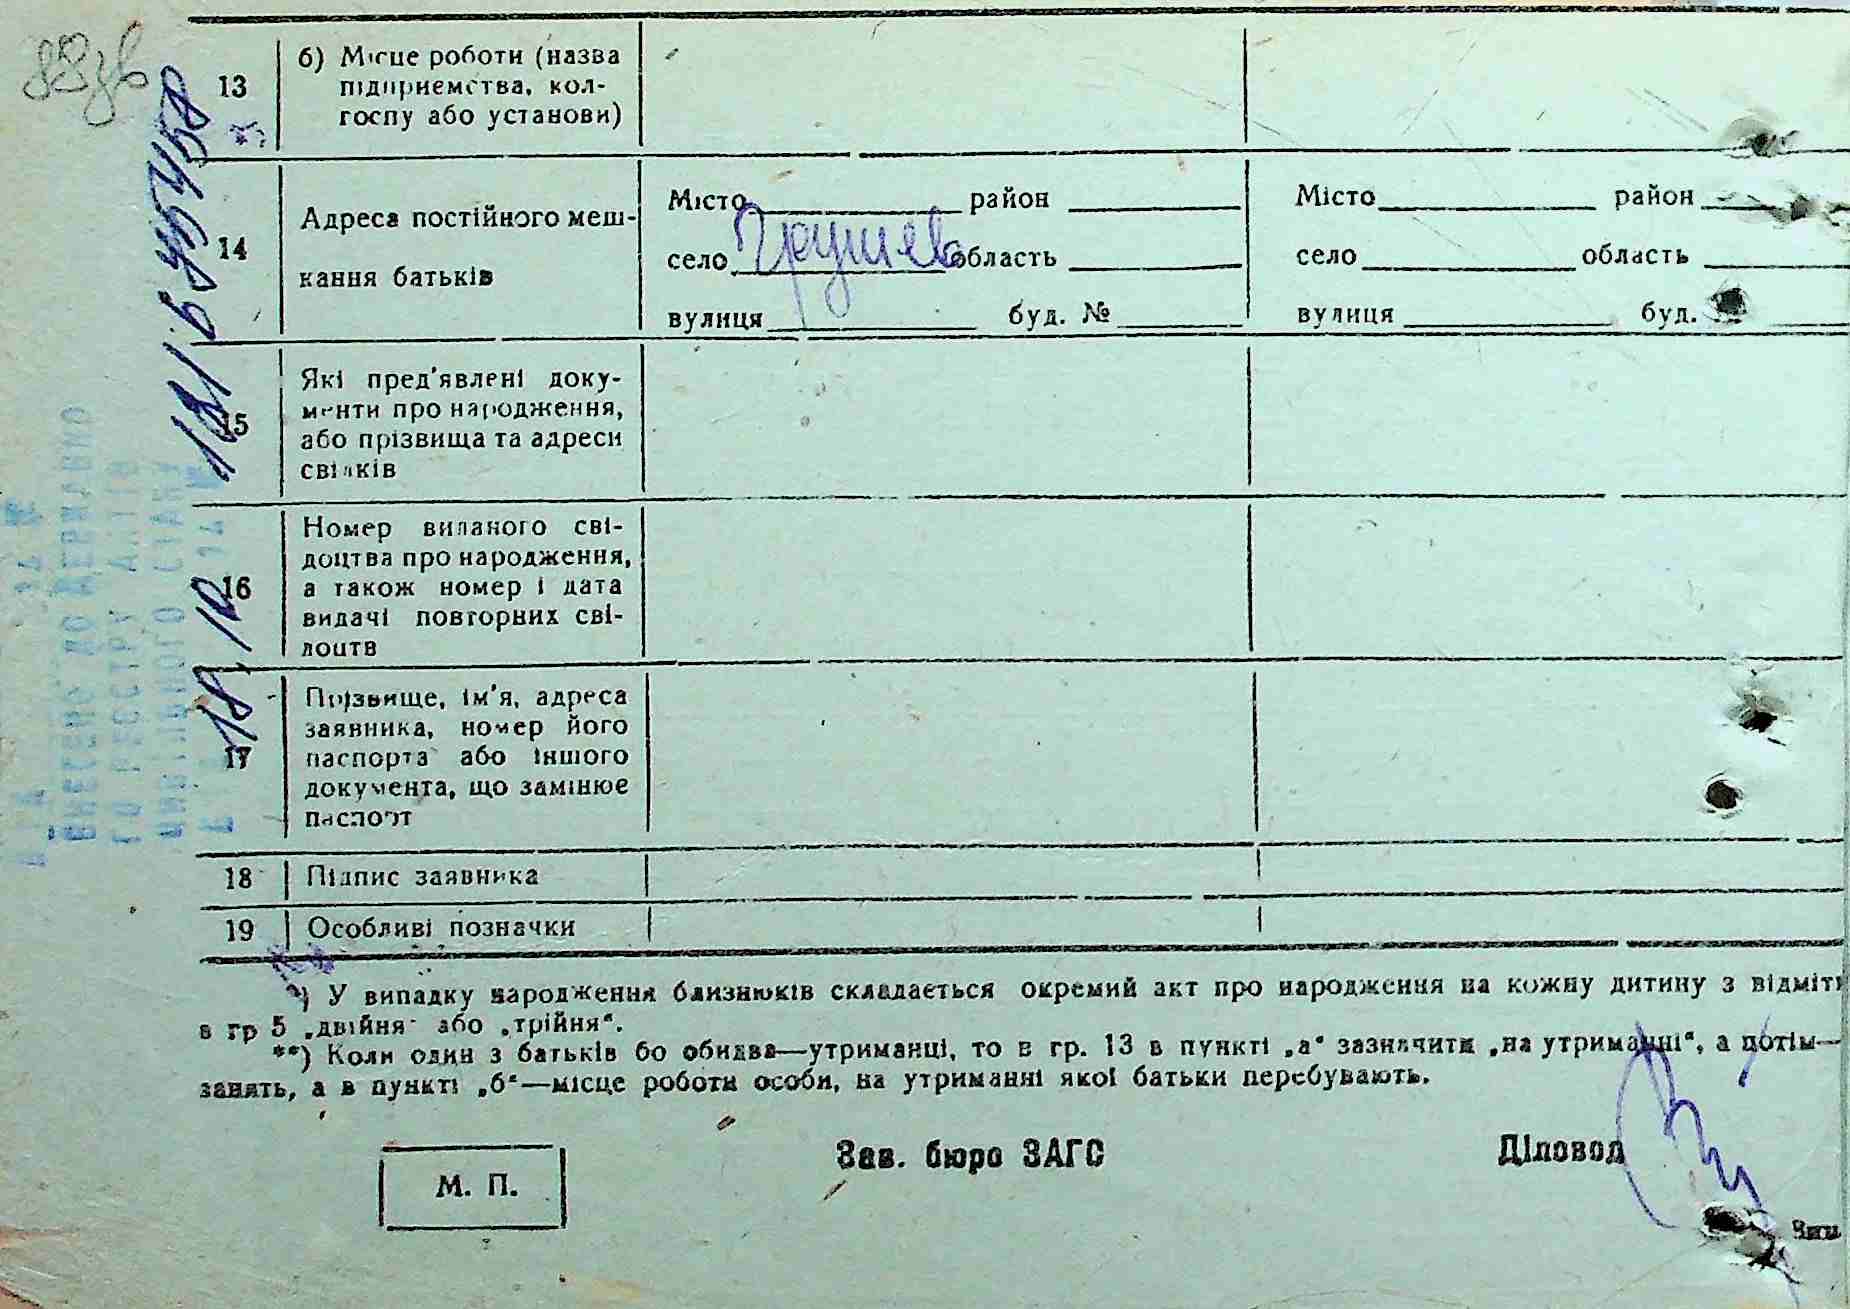 13 б) Місце роботи (назва
підприємства, кол-
госпу або установи)
*)
14 Адреса постійного меш-
кання батьків
Місто район
село Грушев область
вулиця буд. №
Місто район
село область
вулиця буд.
15 Які пред'явлені доку-
менти про народження,
або прізвища та адреси
свідків
16 Номер виданого сві-
доцтва про народження,
а також номер і дата
видачі повторних сві-
доцтв
17 Прізвище, ім'я, адреса
заявника, номер його
паспорта або іншого
документа, що замінює
паспорт
18 Підпис заявника
19 Особливі позначки
*) У випадку народження близнюків складається окремий акт про народження на кожну дитину з відміт
в гр 5 „двійня“ або „трійня“.
**) Коли один з батьків бо обидва—утриманці, то в гр. 13 в пункті „а“ зазначити „на утриманні“, а потім—
занять, а в пункті „б“—місце роботи особи, на утриманні якої батьки перебувають.
М. П.
Зав. бюро ЗАГС
Діловод